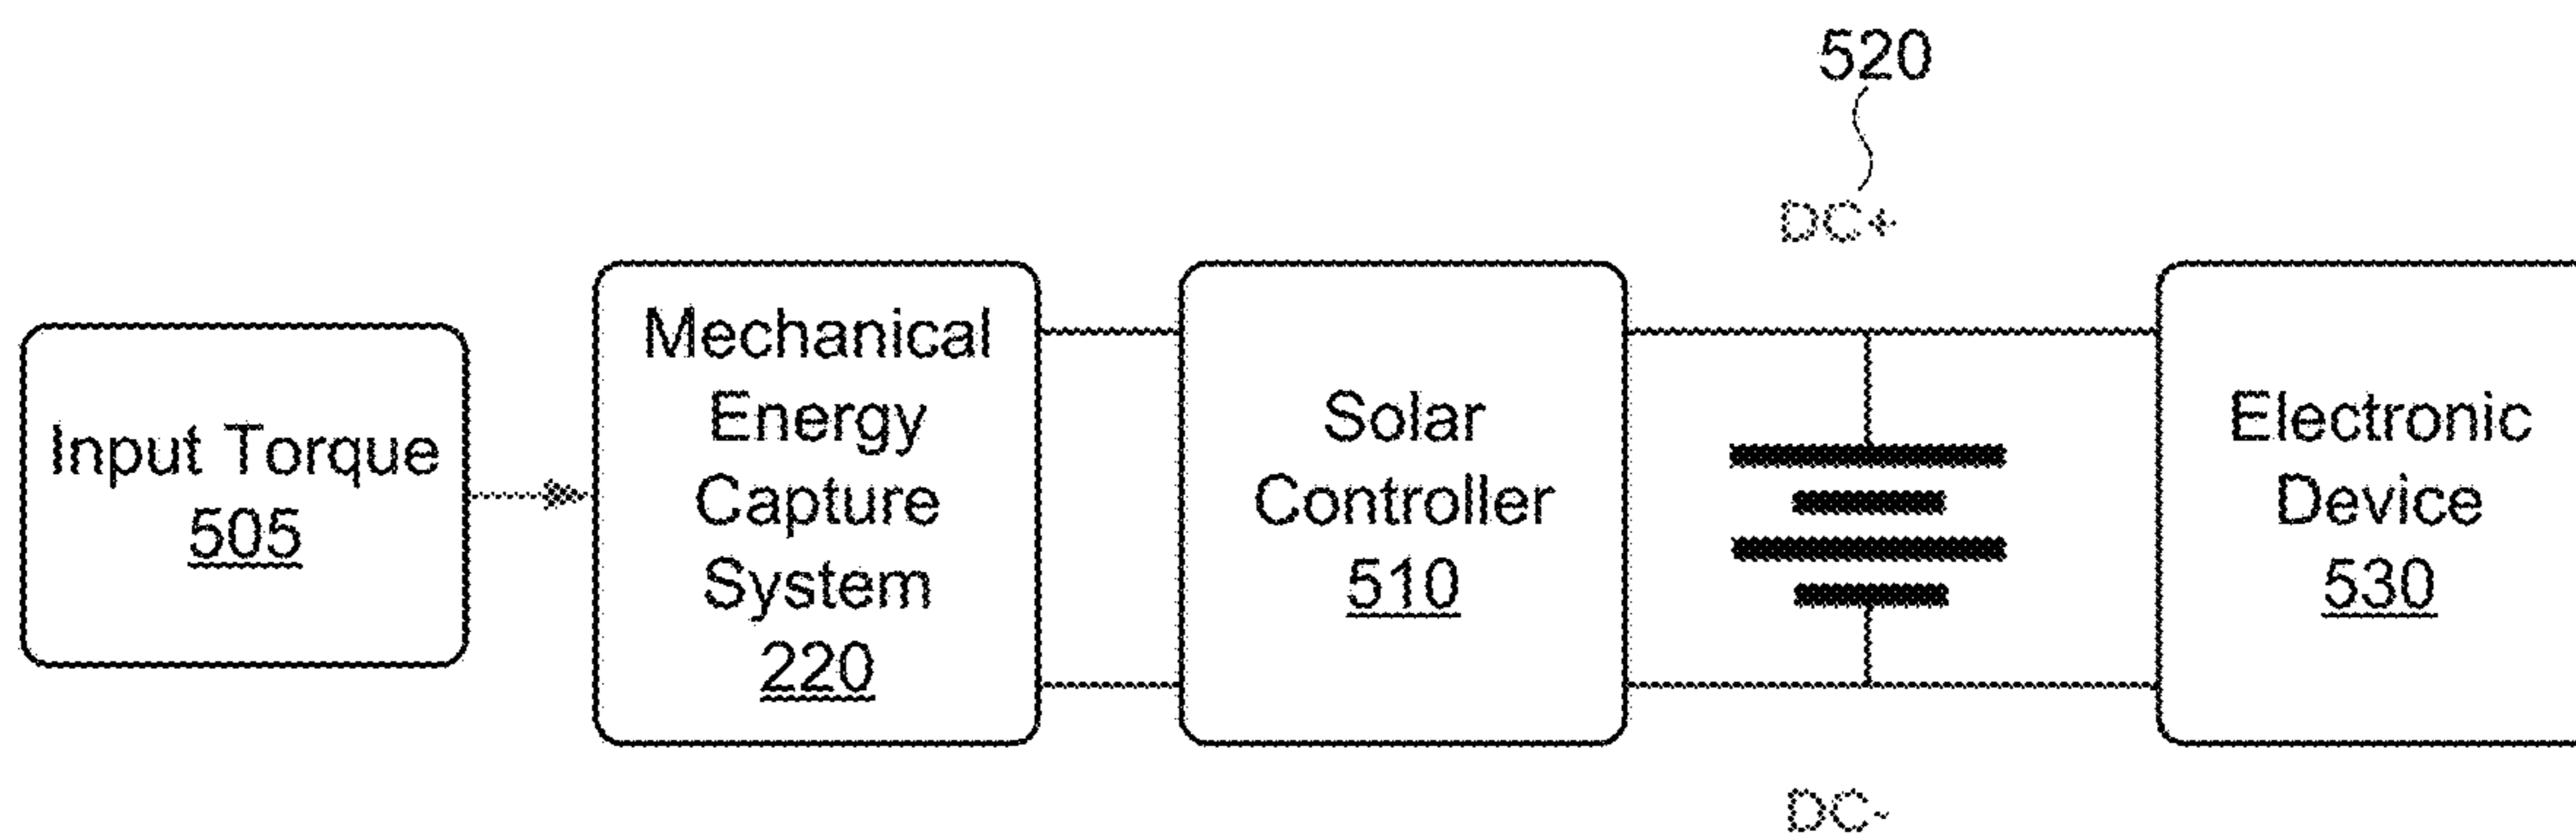 520
DC+
Input Torque
505
Mechanical
Energy
Capture
System
220
Solar
Controller
510
Electronic
Device
530
DC-